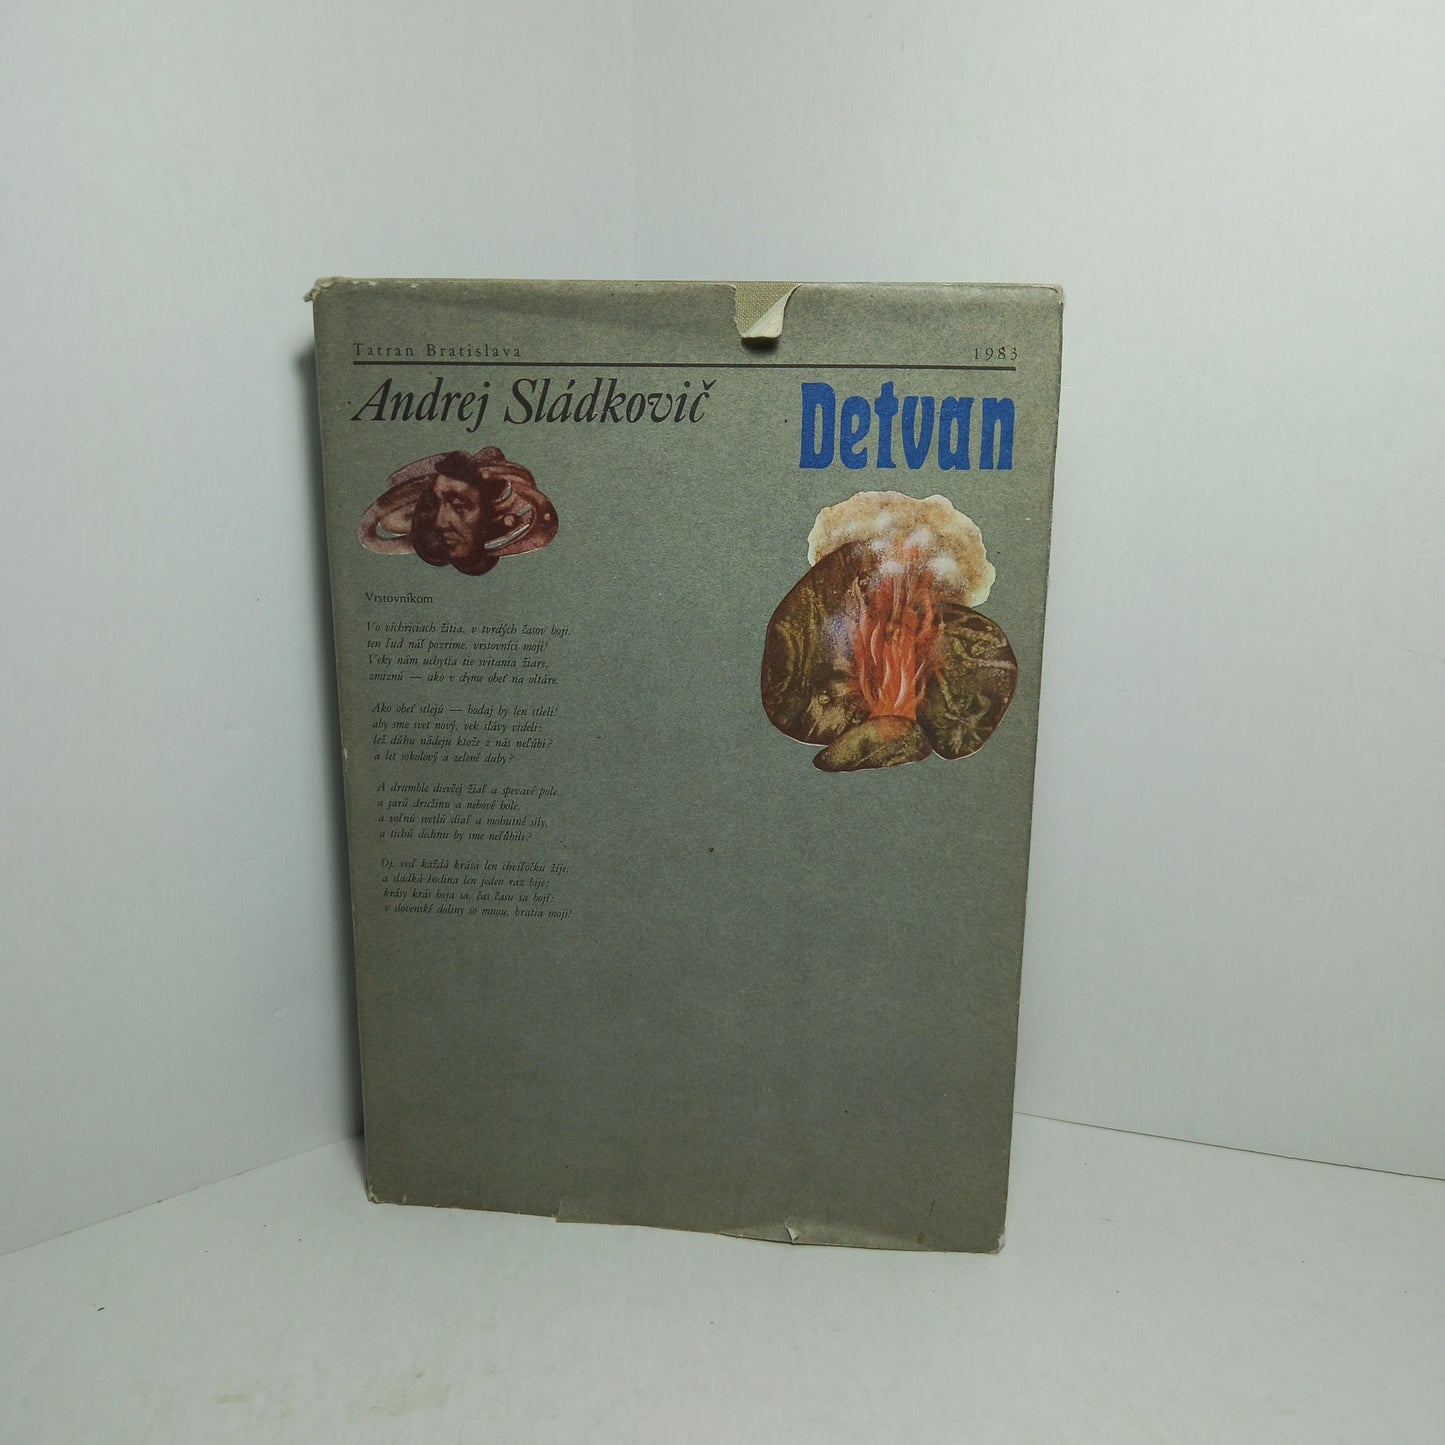 Tatran Bratislava 1983
Andrej Sládkovič Detvan
Vrstovníkom
Vo víchriciach žitia, v tvrdých časov boji,
ten ľud náš pozrime, vrstovníci moji!
Veky nám uchytia tie svitania žiare,
zmiznú — ako v dyme obeť na oltáre.
Ako obeť stlejú — bodaj by len stleli!
aby sme svet nový, vek slávy videli;
lež dúhu nádeju ktože z nás neľúbi?
a let sokolový a zelené duby?
A drumble dievčej žiaľ a spevavé pole,
a jarú družinu a nebové hole,
a voľnú svetlú diaľ a mohutné sily,
a tichú dedinu by sme neľúbili?
Oj, veď každá krása len chvíľočku žije,
a sladká hodina len jeden raz bije;
krásy krás boja sa, čas času sa bojí:
v slovenské doliny so mnou, bratia moji!